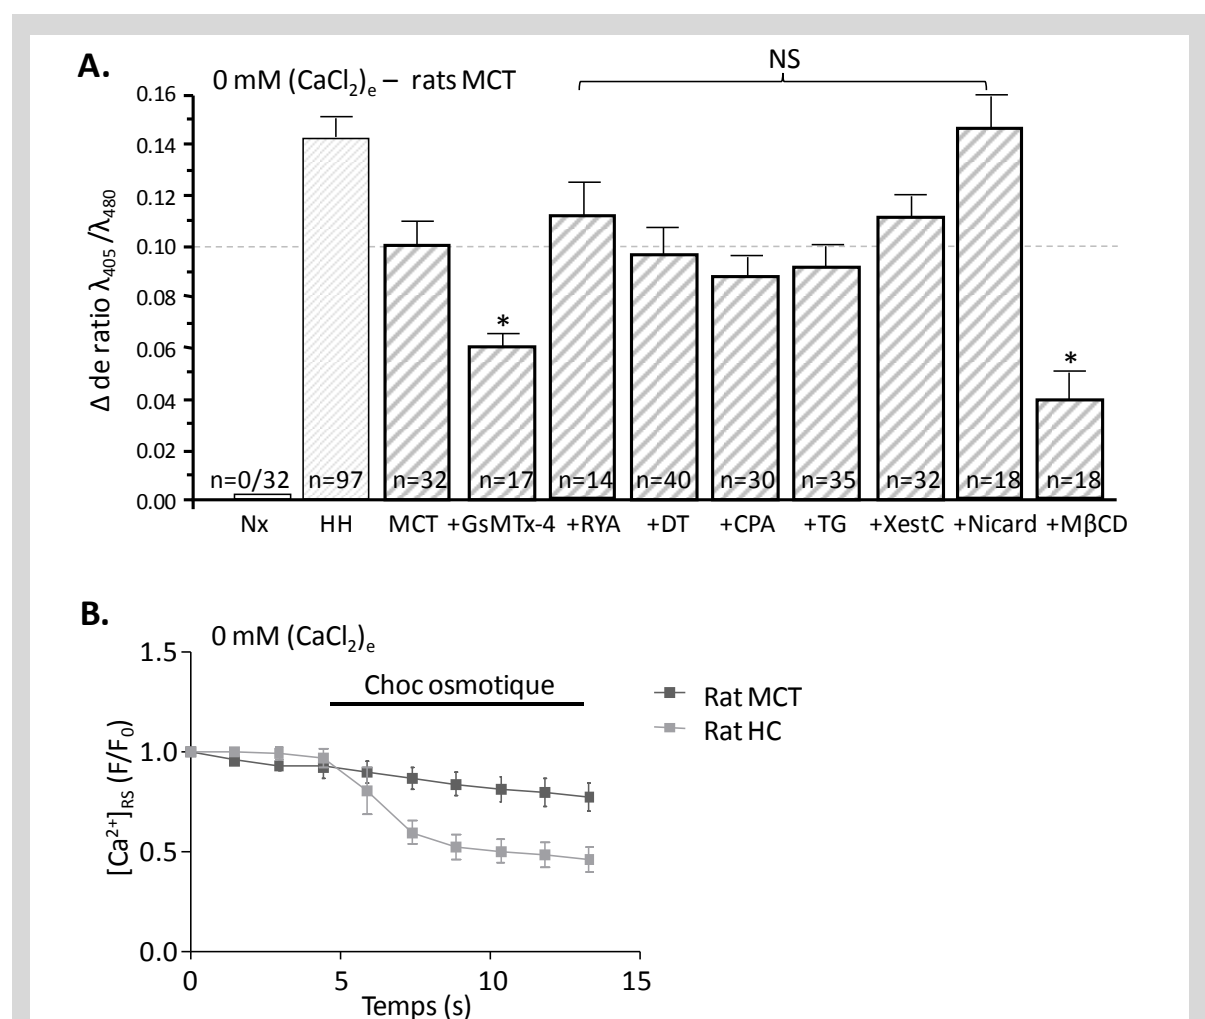 A.
0 mM (CaCl₂)ₑ – rats MCT
NS
Δ de ratio λ₄₀₅ /λ₄₈₀
0.16
0.14
0.12
0.10
0.08
0.06
0.04
0.02
0.00
*
*
n=0/32 n=97 n=32 n=17 n=14 n=40 n=30 n=35 n=32 n=18 n=18
Nx HH MCT +GsMTx-4 +RYA +DT +CPA +TG +XestC +Nicard +MβCD
B.
0 mM (CaCl₂)ₑ
Choc osmotique
Rat MCT
Rat HC
[Ca²⁺]RS (F/F₀)
1.5
1.0
0.5
0.0
0 5 10 15
Temps (s)